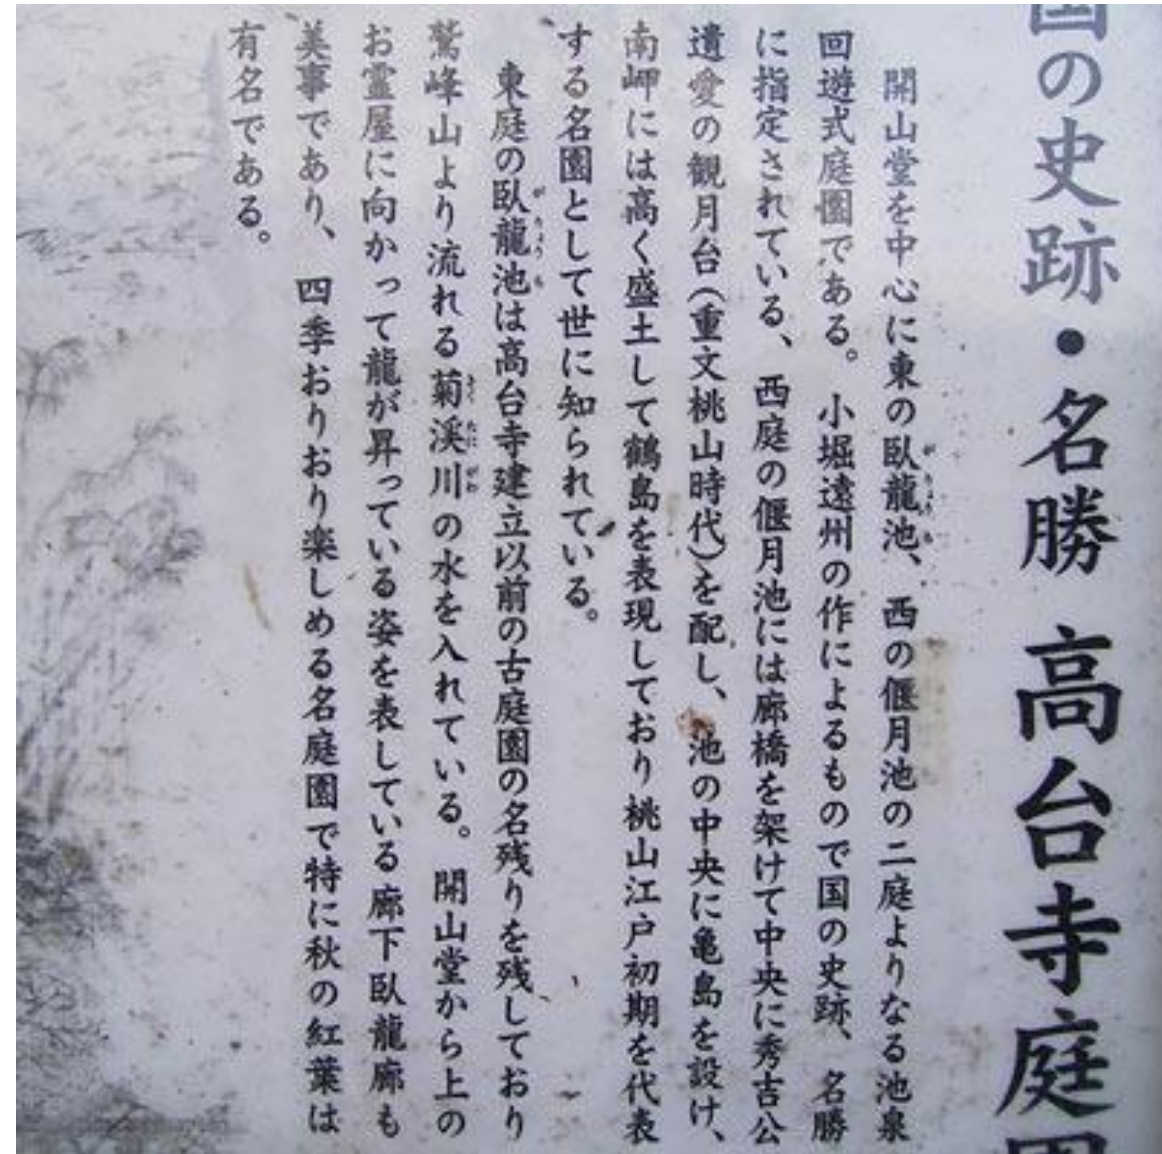 国の史跡・名勝 高台寺庭園
開山堂を中心に東の臥龍池、西の偃月池の二庭よりなる池泉
回遊式庭園である。小堀遠州の作によるもので国の史跡、名勝
に指定されている、西庭の偃月池には廊橋を架けて中央に秀吉公
遺愛の観月台(重文桃山時代)を配し、池の中央に亀島を設け、
南岬には高く盛土して鶴島を表現しており桃山江戸初期を代表
する名園として世に知られている。
東庭の臥龍池は高台寺建立以前の古庭園の名残りを残しており
鷲峰山より流れる菊溪川の水を入れている。開山堂から上の
お霊屋に向かって龍が昇っている姿を表している廊下臥龍廊も
美事であり、四季おりおり楽しめる名庭園で特に秋の紅葉は
有名である。